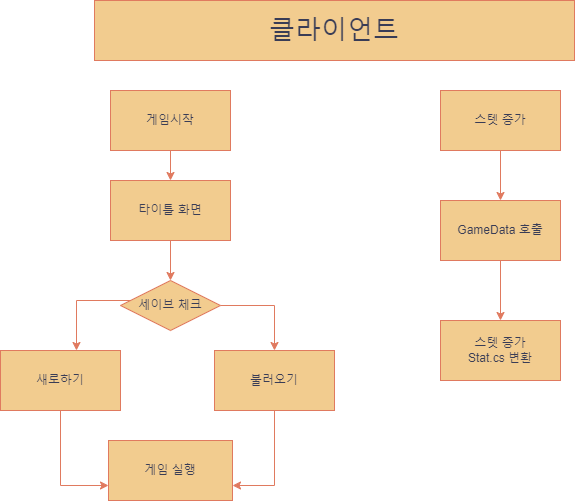 클라이언트
게임시작
타이틀 화면
세이브 체크
새로하기
불러오기
게임 실행
스텟 증가
GameData 호출
스텟 증가
Stat.cs 변환